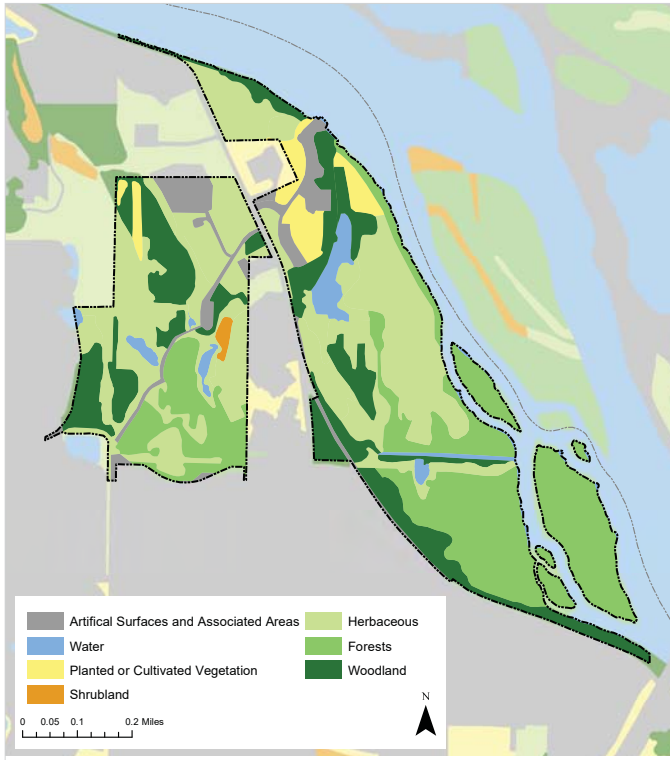 Artifical Surfaces and Associated Areas
Water
Planted or Cultivated Vegetation
Shrubland
Herbaceous
Forests
Woodland
0 0.05 0.1 0.2 Miles
N